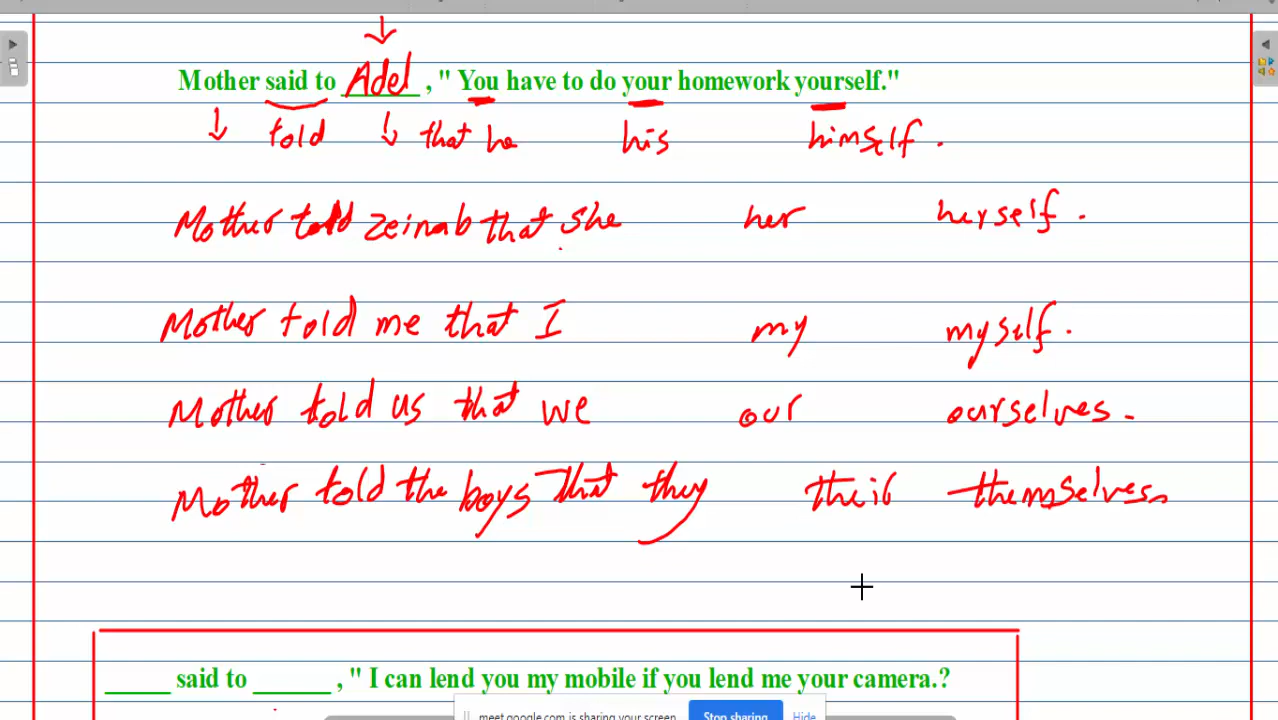 Mother said to Adel , " You have to do your homework yourself."
told that he his himself .
Mother told Zeinab that she her herself .
Mother told me that I my myself .
Mother told us that we our ourselves .
Mother told the boys that they their themselves.
_____ said to ______ , " I can lend you my mobile if you lend me your camera.?
meet.google.com is sharing your screen. Stop sharing Hide